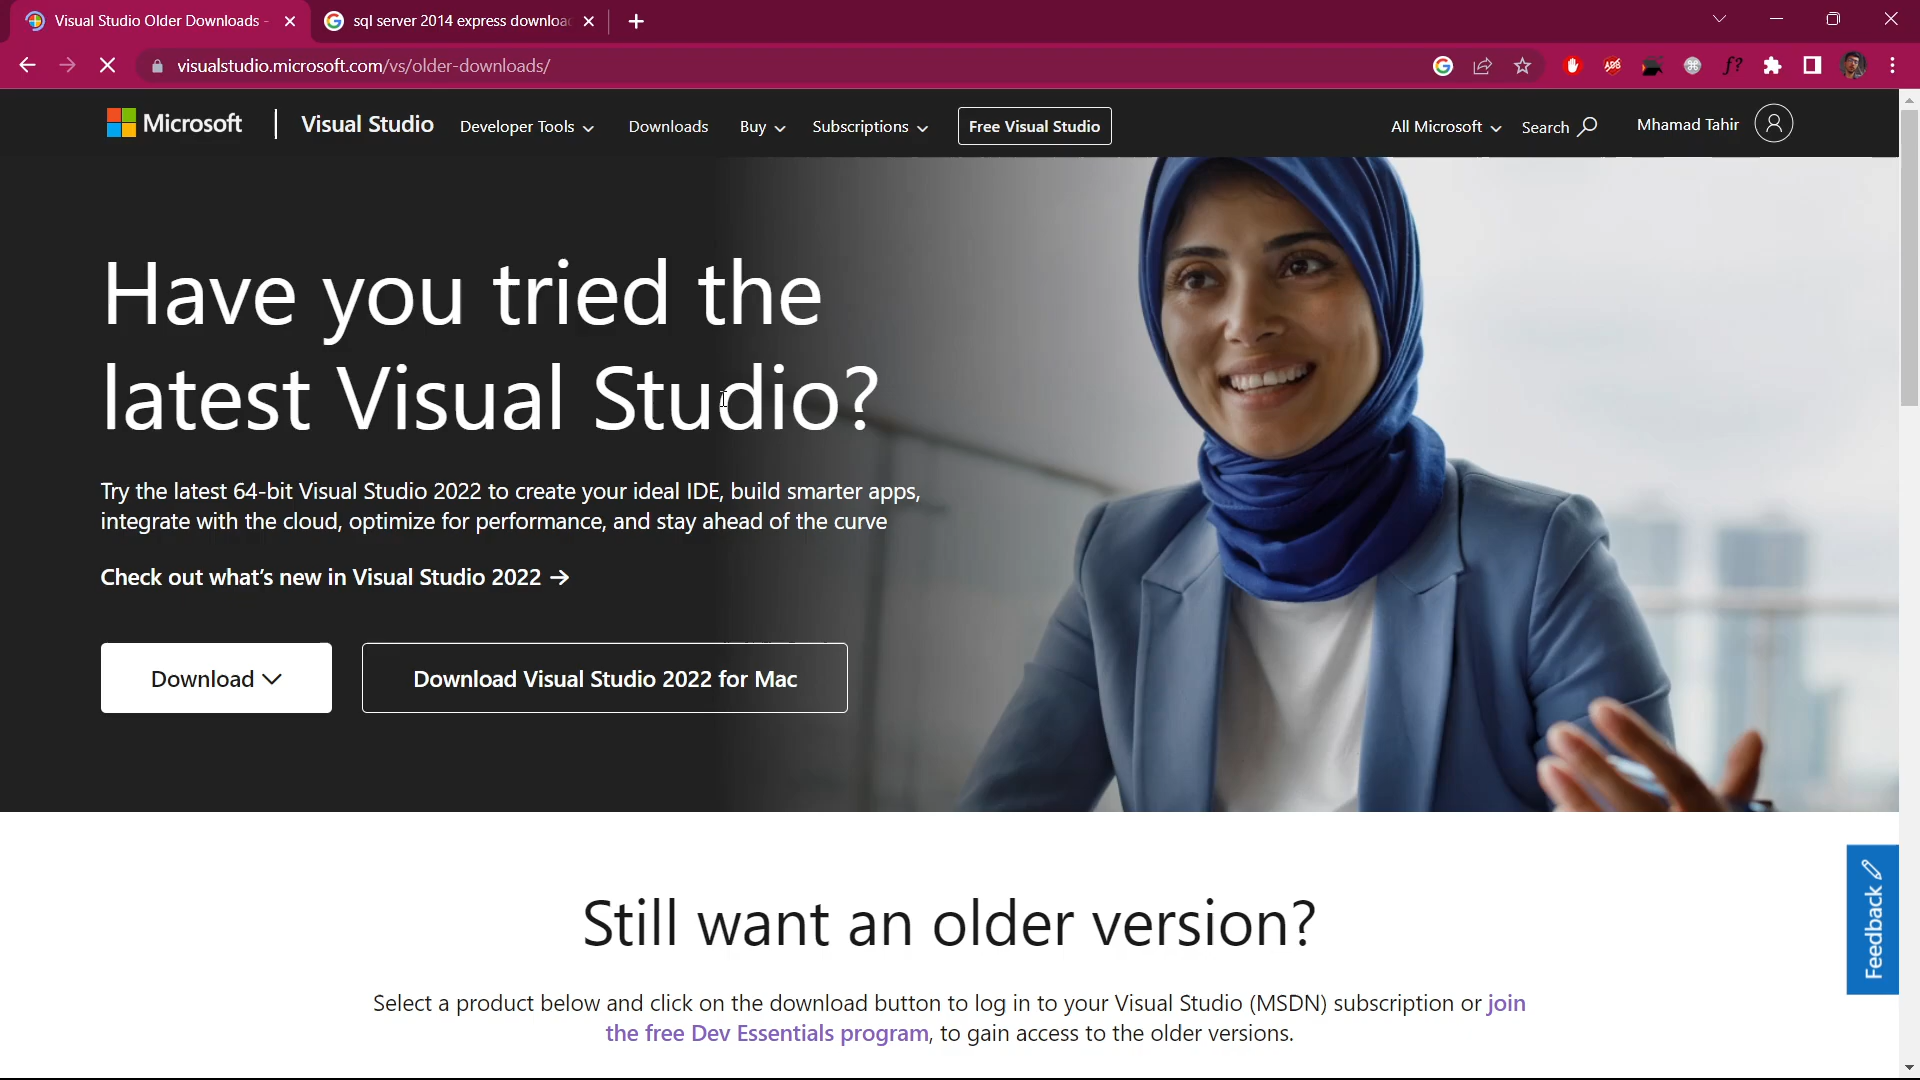 Visual Studio Older Downloads -
sql server 2014 express downloa
visualstudio.microsoft.com/vs/older-downloads/
Microsoft
Visual Studio
Developer Tools
Downloads
Buy
Subscriptions
Free Visual Studio
All Microsoft
Search
Mhamad Tahir
Have you tried the
latest Visual Studio?
Try the latest 64-bit Visual Studio 2022 to create your ideal IDE, build smarter apps,
integrate with the cloud, optimize for performance, and stay ahead of the curve
Check out what's new in Visual Studio 2022 →
Download
Download Visual Studio 2022 for Mac
Feedback
Still want an older version?
Select a product below and click on the download button to log in to your Visual Studio (MSDN) subscription or join
the free Dev Essentials program, to gain access to the older versions.